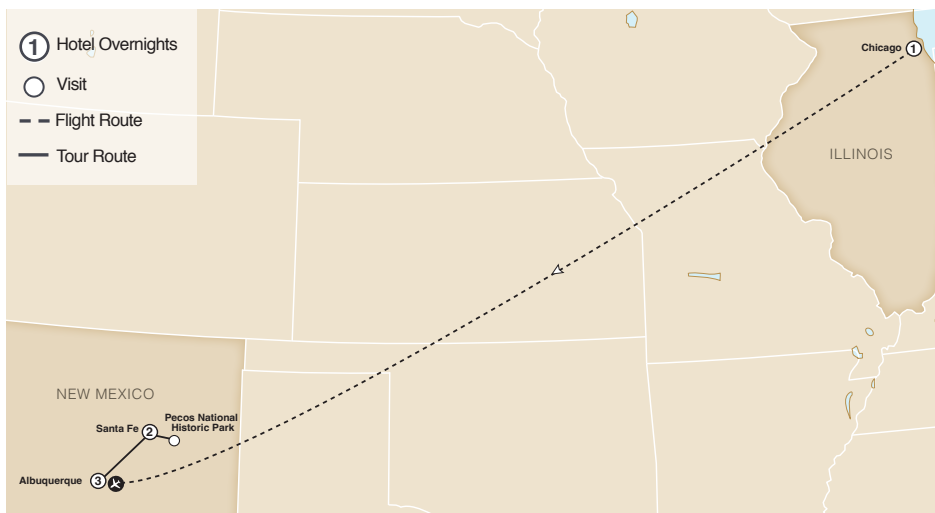 1 Hotel Overnights
Visit
Flight Route
Tour Route
Chicago 1
ILLINOIS
NEW MEXICO
Pecos National
Historic Park
Santa Fe 2
Albuquerque 3